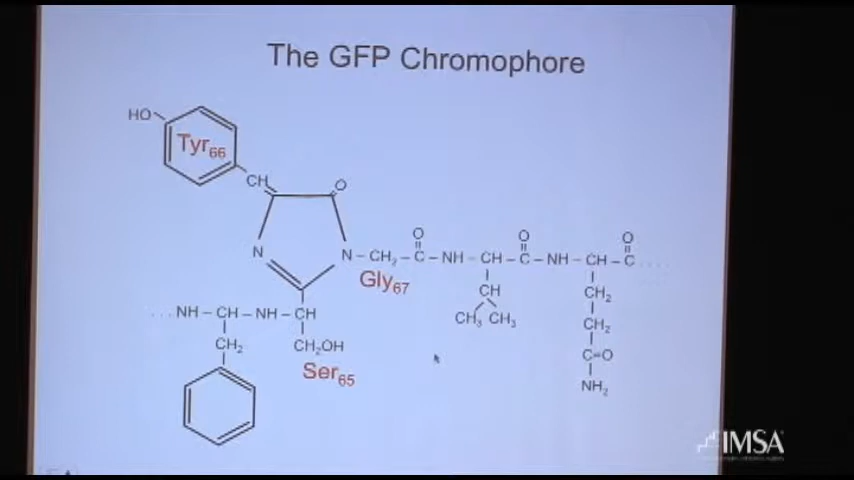 The GFP Chromophore
HO
Tyr66
CH
O
N
N – CH2 – C – NH – CH – C – NH – CH – C ....
O
O
O
Gly67
CH
CH3 CH3
CH2
CH2
C=O
NH2
... NH – CH – NH – CH
CH2
CH2OH
Ser65
IMSA